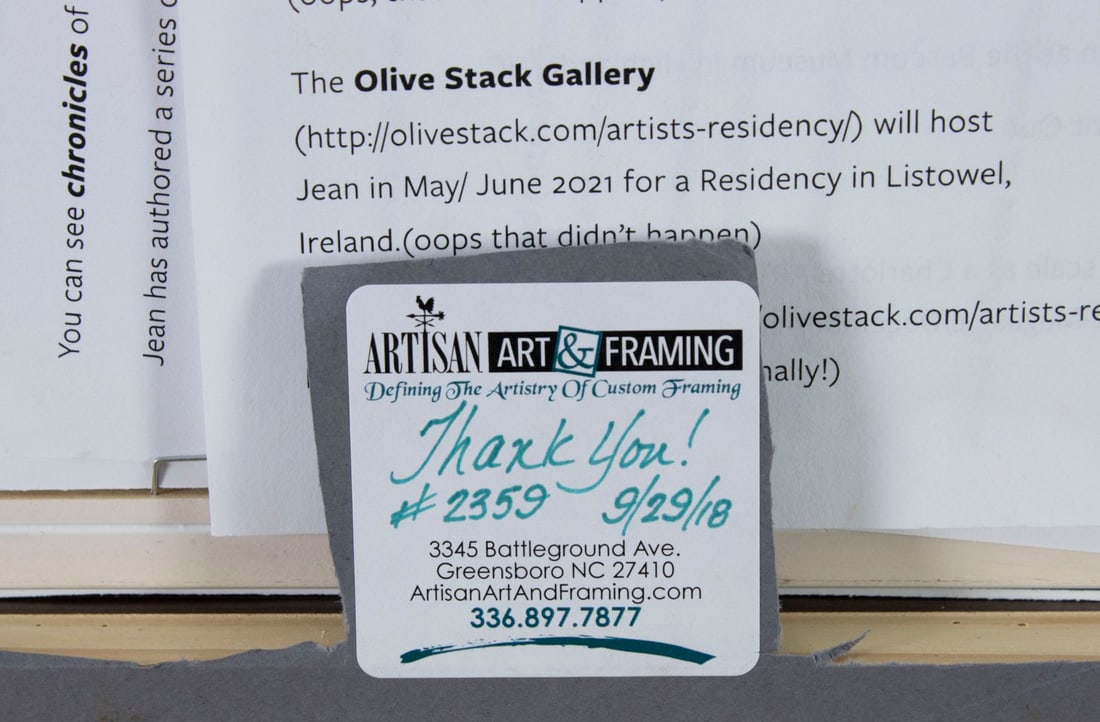 You can see chronicles of
Jean has authored a series
The Olive Stack Gallery
(http://olivestack.com/artists-residency/) will host
Jean in May/ June 2021 for a Residency in Listowel,
Ireland.(oops that didn't happen)
olivestack.com/artists-re
nally!)
ARTISAN ART & FRAMING
Defining The Artistry Of Custom Framing
Thank You!
# 2359 9/29/18
3345 Battleground Ave.
Greensboro NC 27410
ArtisanArtAndFraming.com
336.897.7877